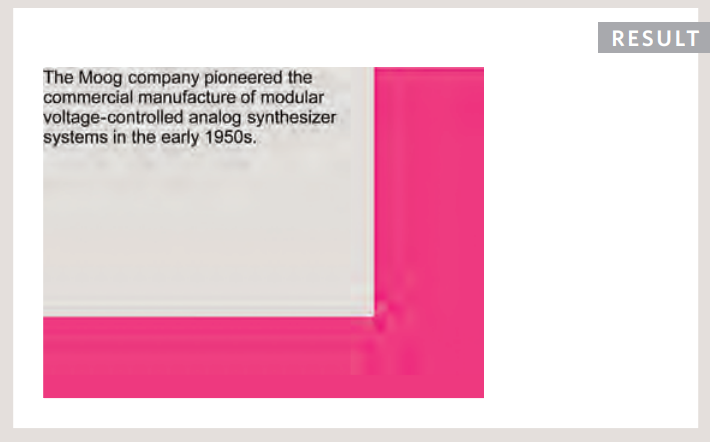 RESULT
The Moog company pioneered the
commercial manufacture of modular
voltage-controlled analog synthesizer
systems in the early 1950s.